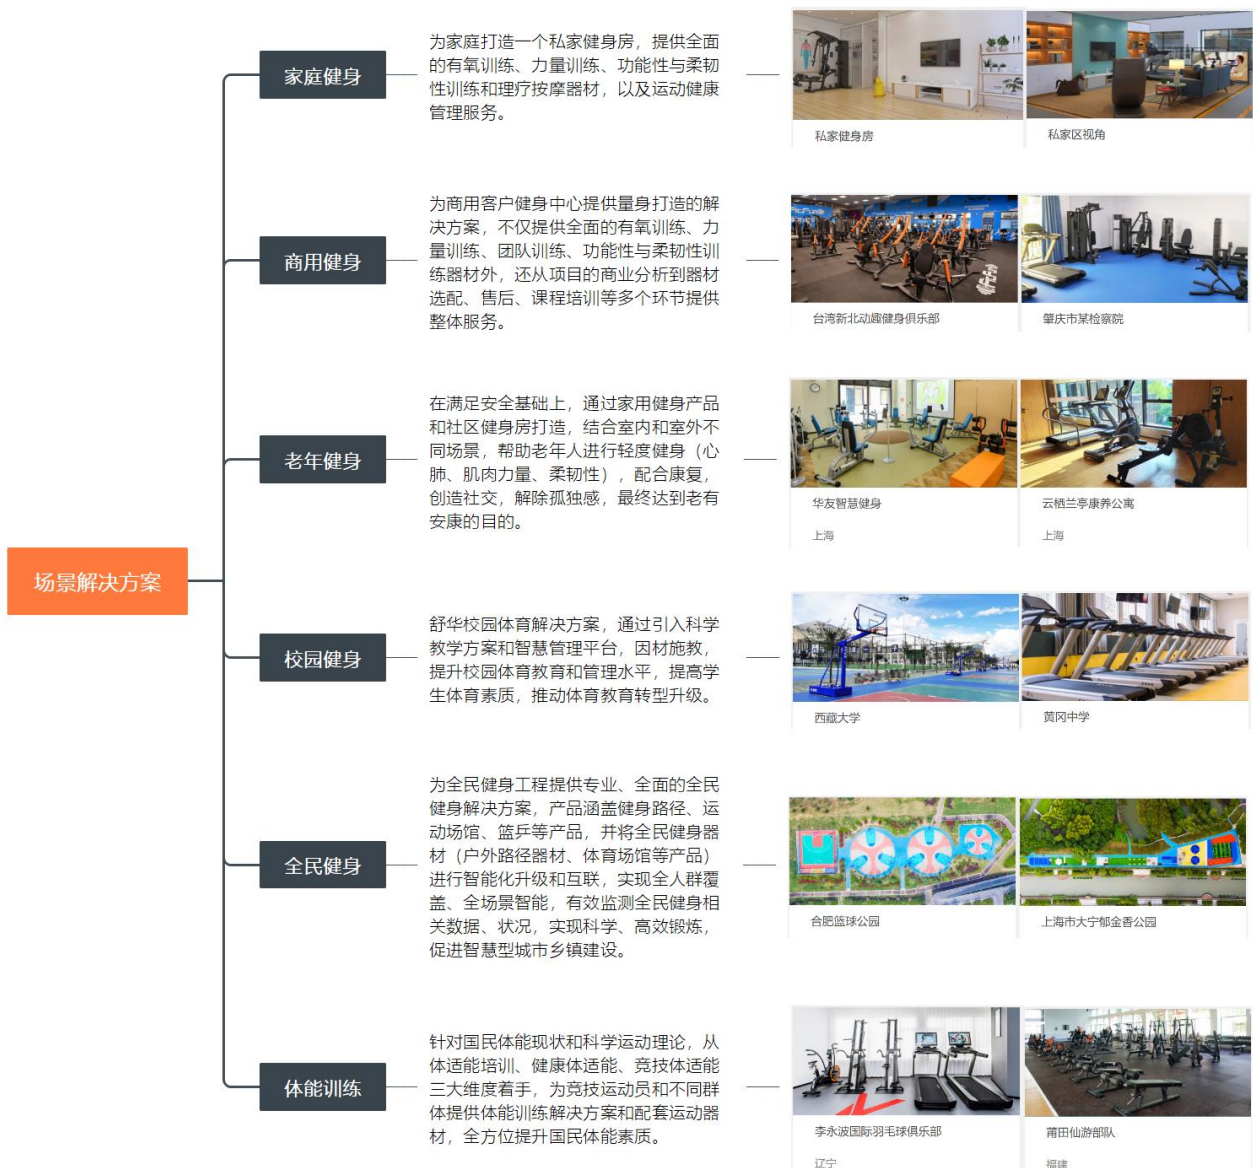 场景解决方案
家庭健身
为家庭打造一个私家健身房，提供全面
的有氧训练、力量训练、功能性与柔韧
性训练和理疗按摩器材，以及运动健康
管理服务。
私家健身房
私家区视角
商用健身
为商用客户健身中心提供量身打造的解
决方案，不仅提供全面的有氧训练、力
量训练、团队训练、功能性与柔韧性训
练器材外，还从项目的商业分析到器材
选配、售后、课程培训等多个环节提供
整体服务。
台湾新北动趣健身俱乐部
肇庆市某检察院
老年健身
在满足安全基础上，通过家用健身产品
和社区健身房打造，结合室内和室外不
同场景，帮助老年人进行轻度健身（心
肺、肌肉力量、柔韧性），配合康复，
创造社交，解除孤独感，最终达到老有
安康的目的。
华友智慧健身
上海
云栖兰亭康养公寓
上海
校园健身
舒华校园体育解决方案，通过引入科学
教学方案和智慧管理平台，因材施教，
提升校园体育教育和管理水平，提高学
生体育素质，推动体育教育转型升级。
西藏大学
黄冈中学
全民健身
为全民健身工程提供专业、全面的全民
健身解决方案，产品涵盖健身路径、运
动场馆、篮乒等产品，并将全民健身器
材（户外路径器材、体育场馆等产品）
进行智能化升级和互联，实现全人群覆
盖、全场景智能，有效监测全民健身相
关数据、状况，实现科学、高效锻炼，
促进智慧型城市乡镇建设。
合肥篮球公园
上海市大宁郁金香公园
体能训练
针对国民体能现状和科学运动理论，从
体适能培训、健康体适能、竞技体适能
三大维度着手，为竞技运动员和不同群
体提供体能训练解决方案和配套运动器
材，全方位提升国民体能素质。
李永波国际羽毛球俱乐部
辽宁
莆田仙游部队
福建